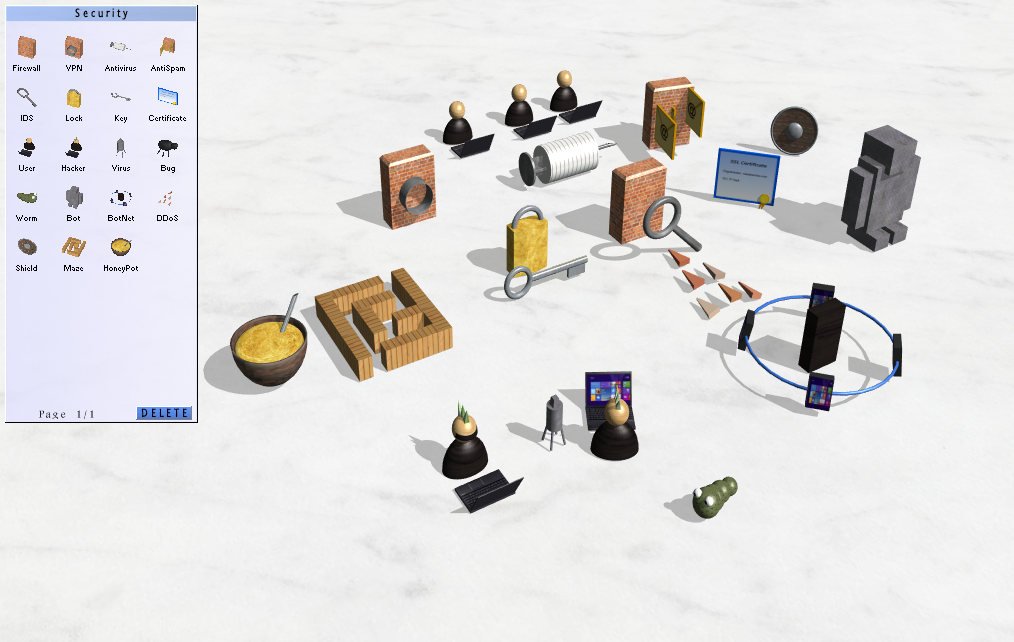 Security
Firewall VPN Antivirus AntiSpam
IDS Lock Key Certificate
User Hacker Virus Bug
Worm Bot BotNet DDoS
Shield Maze HoneyPot
Page 1/1 DELETE
SSL Certificate
@
@